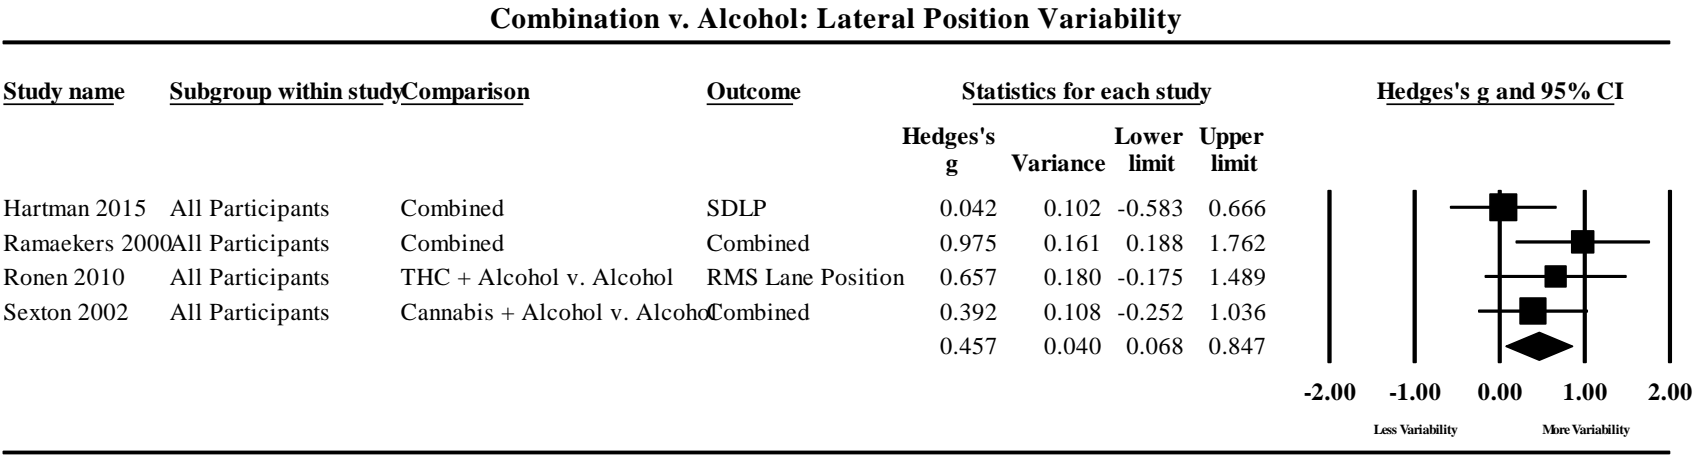 Combination v. Alcohol: Lateral Position Variability
Study name Subgroup within study Comparison Outcome Statistics for each study Hedges's g and 95% CI
Hedges's Lower Upper
g Variance limit limit
Hartman 2015 All Participants Combined SDLP 0.042 0.102 -0.583 0.666
Ramaekers 2000 All Participants Combined Combined 0.975 0.161 0.188 1.762
Ronen 2010 All Participants THC + Alcohol v. Alcohol RMS Lane Position 0.657 0.180 -0.175 1.489
Sexton 2002 All Participants Cannabis + Alcohol v. Alcohol Combined 0.392 0.108 -0.252 1.036
0.457 0.040 0.068 0.847
-2.00 -1.00 0.00 1.00 2.00
Less Variability More Variability